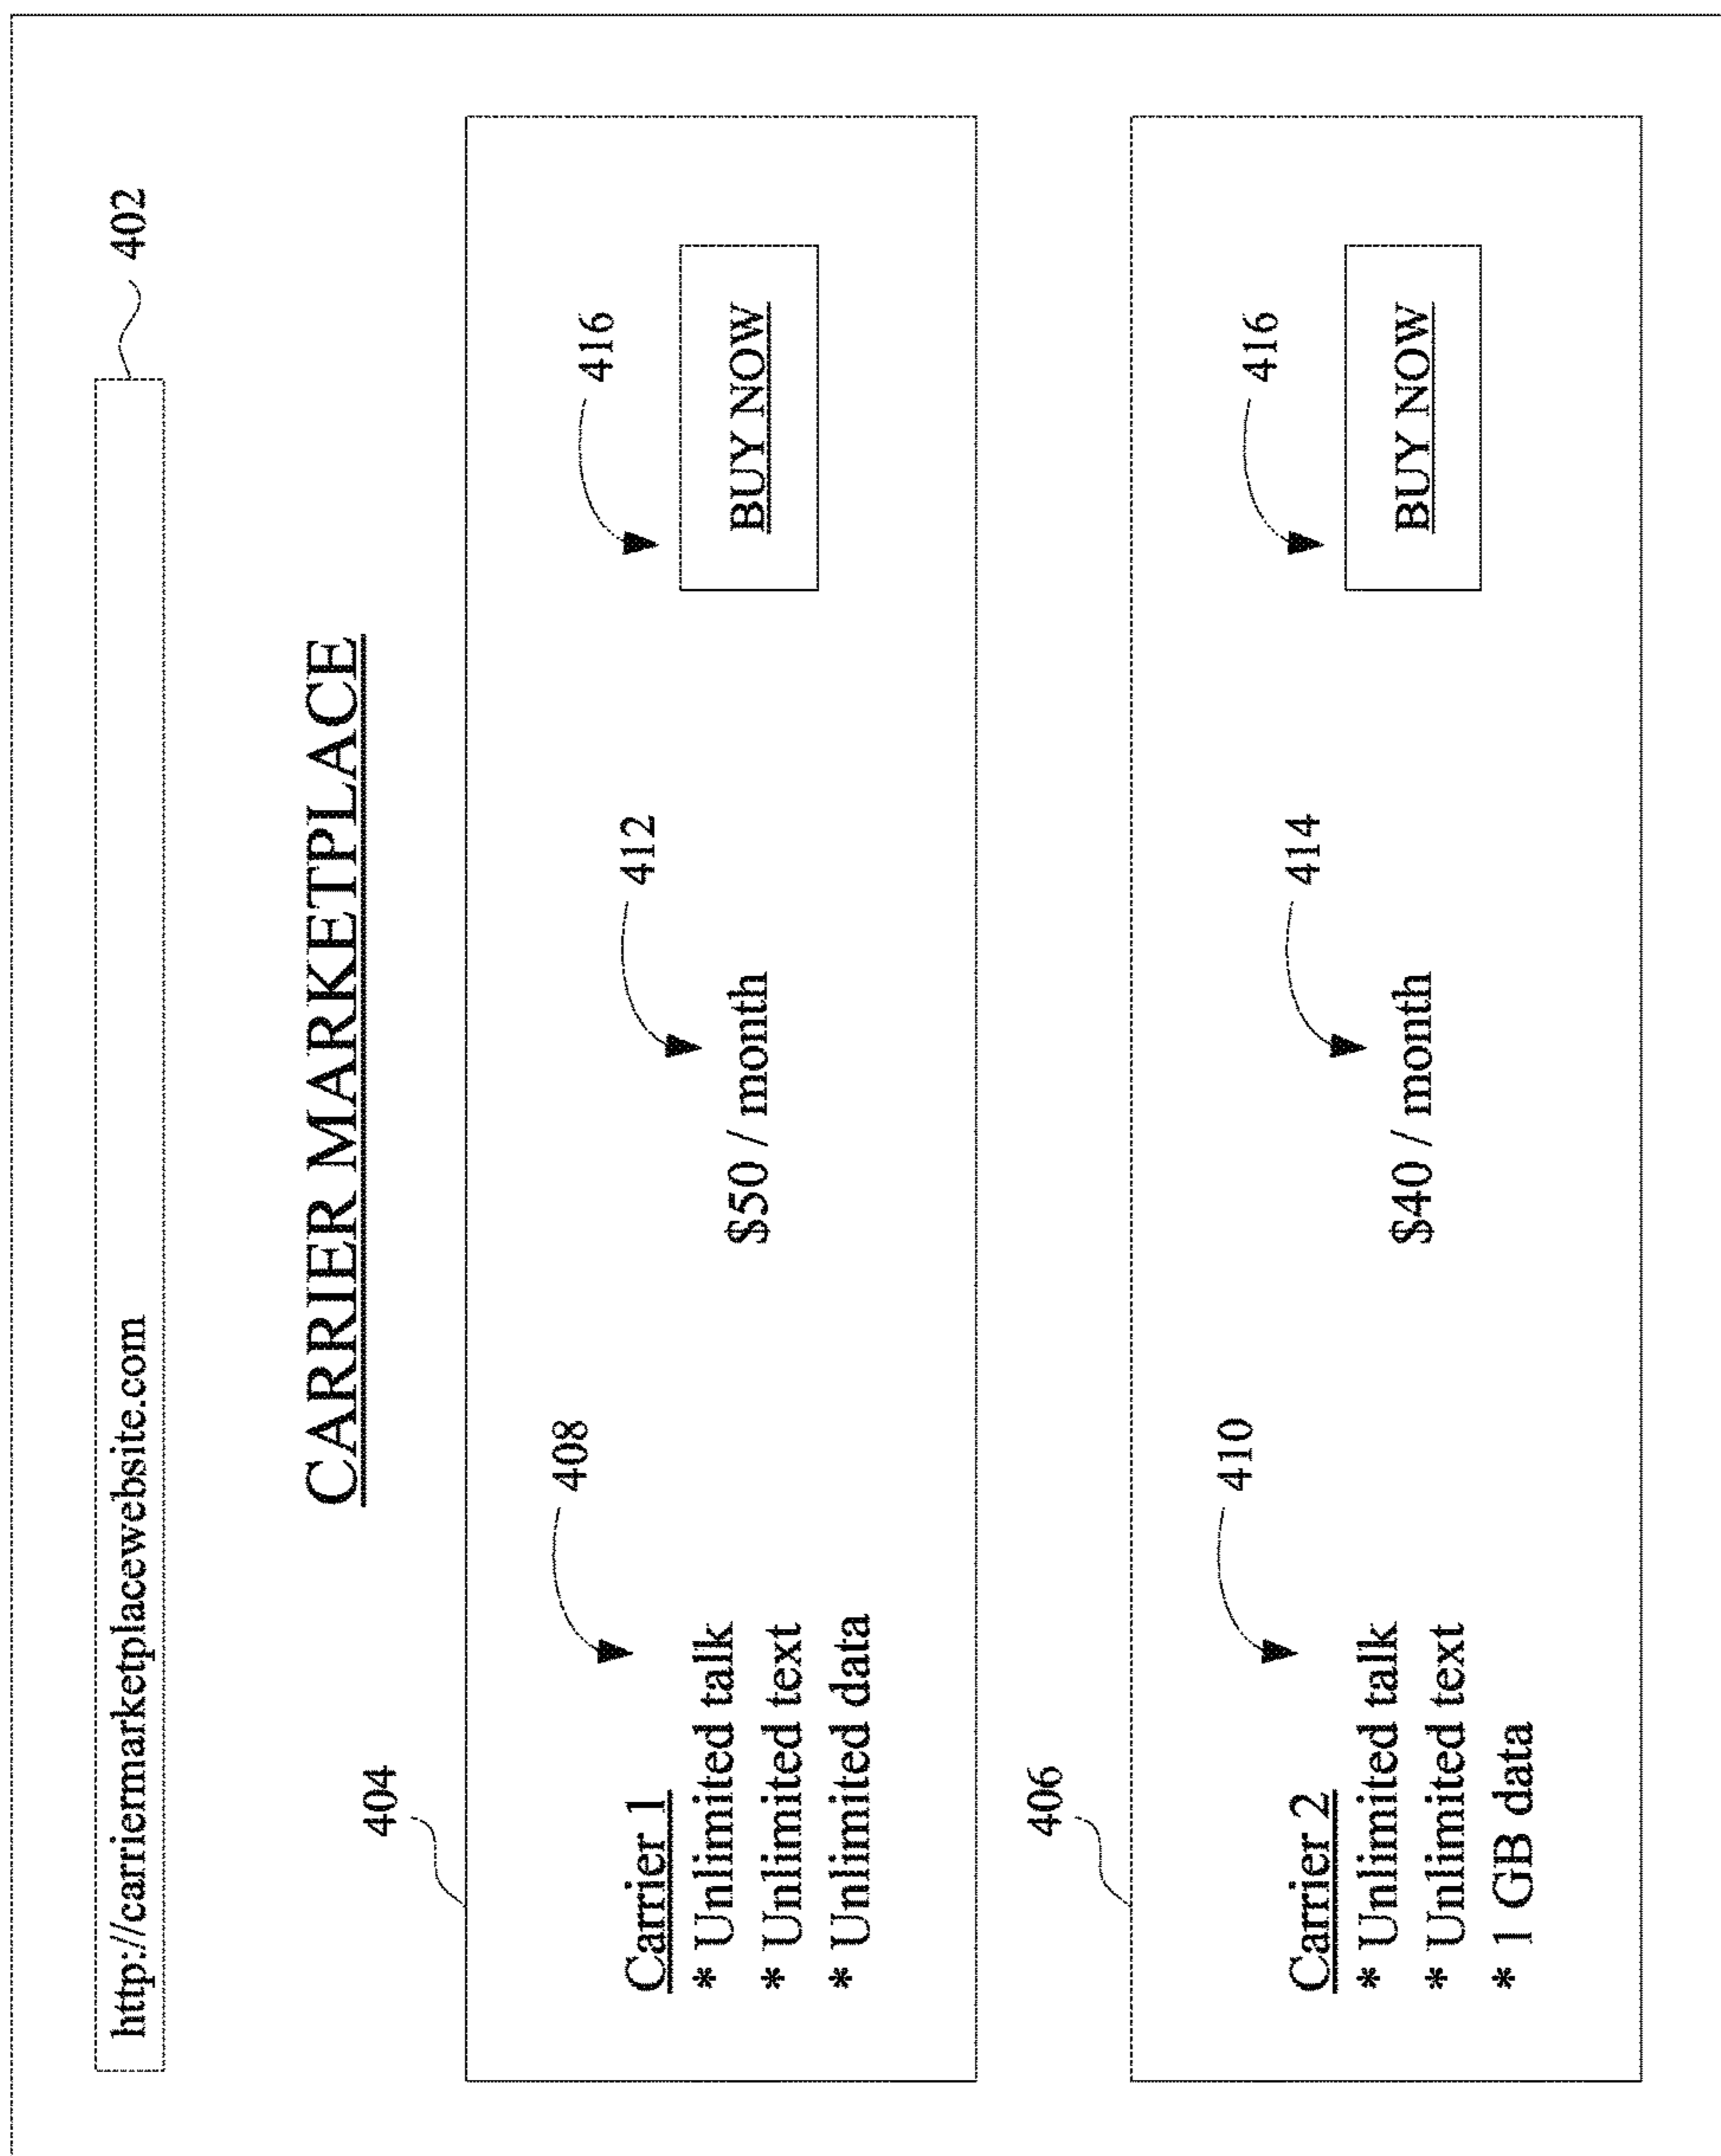 http://carriermarketplacewebsite.com
402
CARRIER MARKETPLACE
404
408
412
416
Carrier 1
* Unlimited talk
* Unlimited text
* Unlimited data
$50 / month
BUY NOW
406
410
414
416
Carrier 2
* Unlimited talk
* Unlimited text
* 1 GB data
$40 / month
BUY NOW